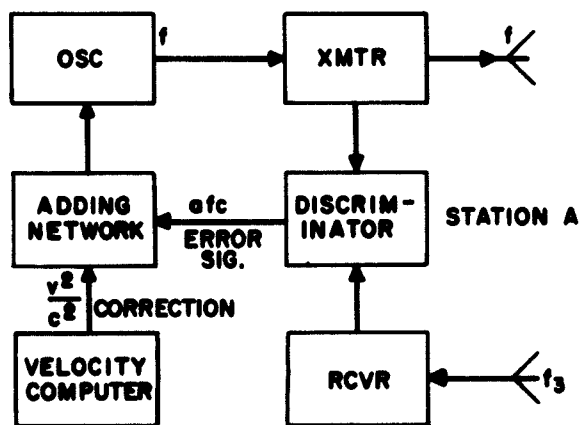 f
f
OSC
XMTR
afc
ADDING
NETWORK
DISCRIM-
INATOR
STATION A
ERROR
SIG.
v²
c²
CORRECTION
VELOCITY
COMPUTER
RCVR
f₃